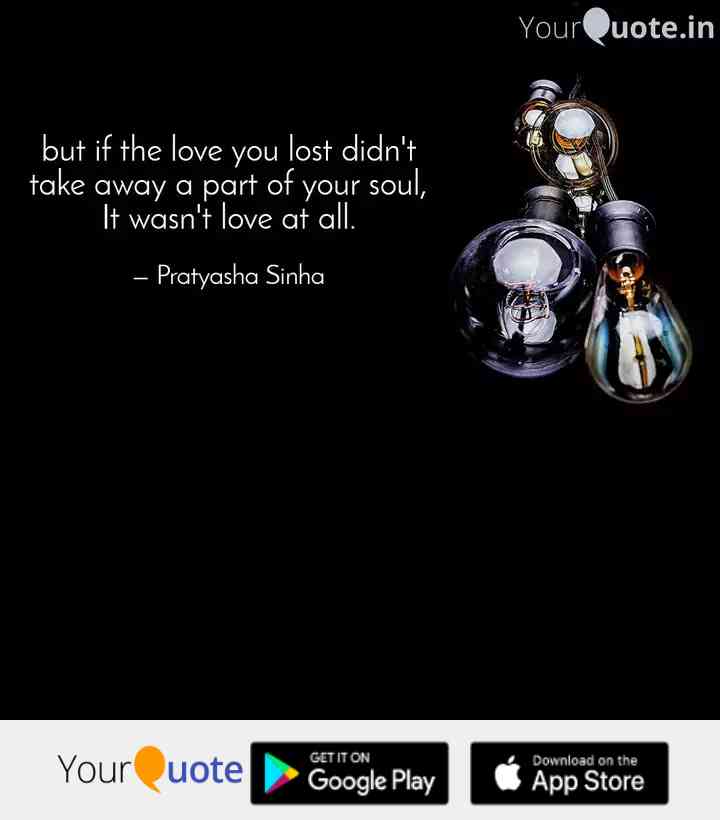 YourQuote.in
but if the love you lost didn't
take away a part of your soul,
It wasn't love at all.
– Pratyasha Sinha
YourQuote
GET IT ON
Google Play
Download on the
App Store